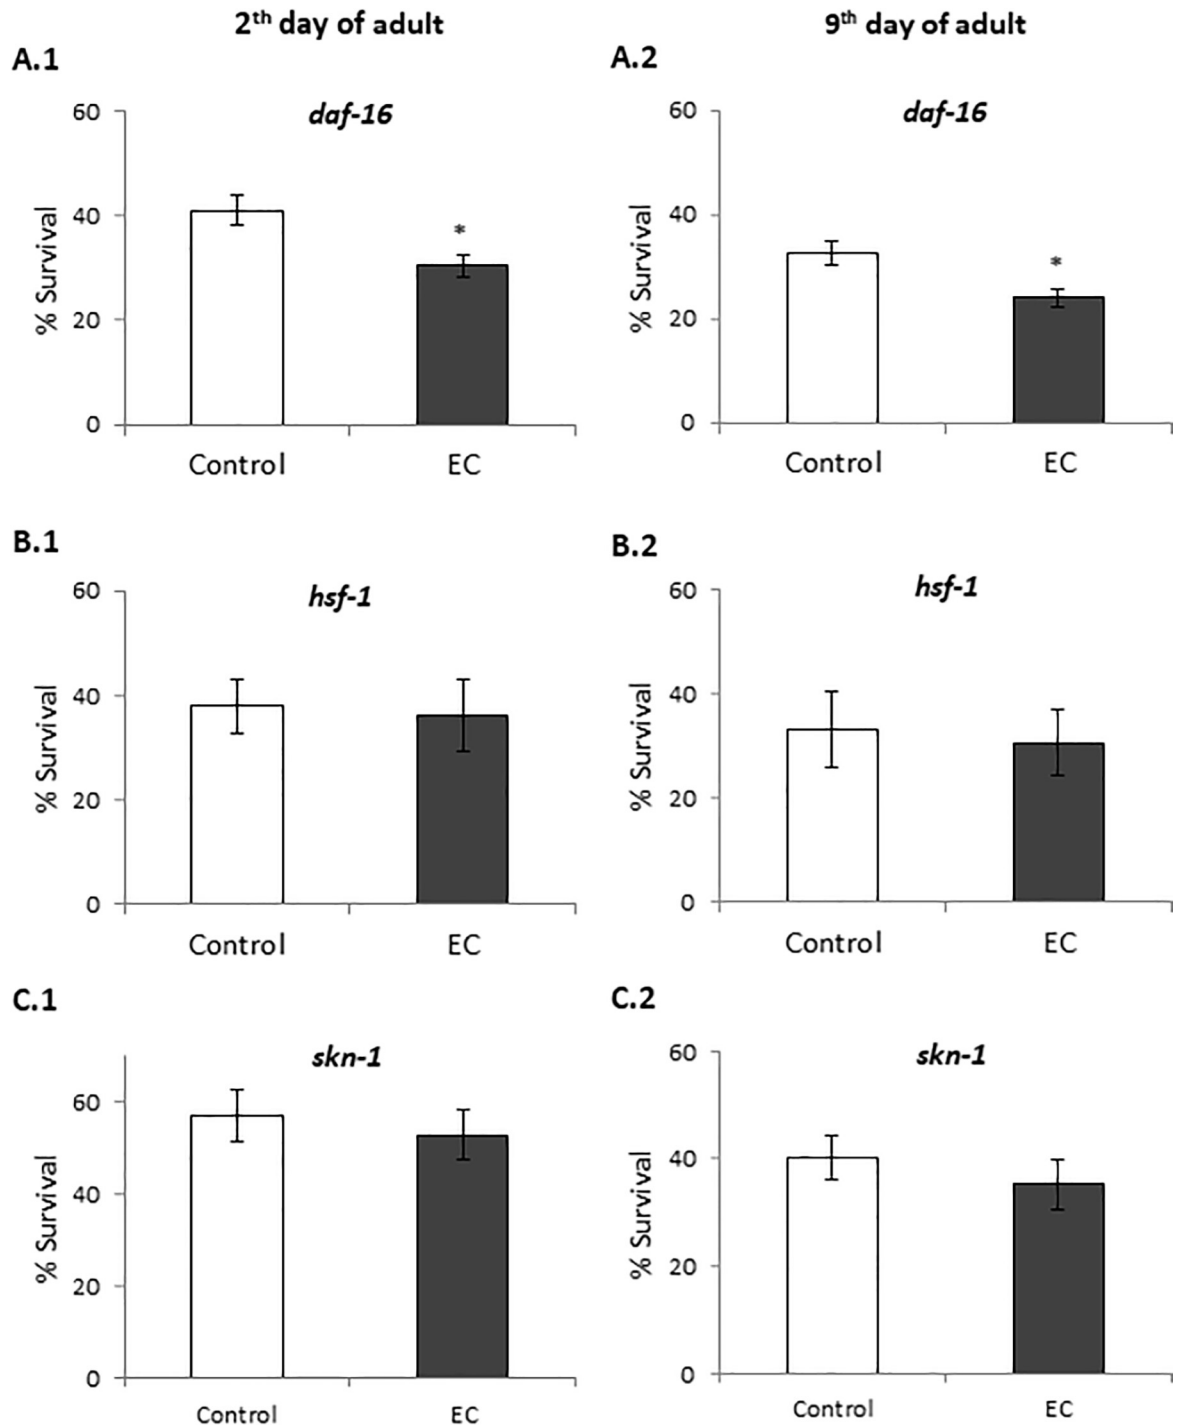 2th day of adult
9th day of adult
A.1
daf-16
60
40
20
0
% Survival
*
Control
EC
A.2
daf-16
60
40
20
0
% Survival
*
Control
EC
B.1
hsf-1
60
40
20
0
% Survival
Control
EC
B.2
hsf-1
60
40
20
0
% Survival
Control
EC
C.1
skn-1
60
40
20
0
% Survival
Control
EC
C.2
skn-1
60
40
20
0
% Survival
Control
EC